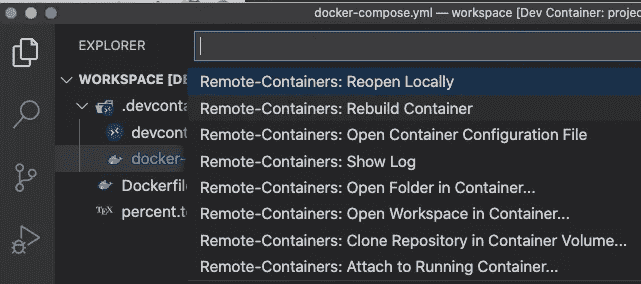 docker-compose.yml — workspace [Dev Container: projec
EXPLORER
WORKSPACE [DE
.devconta
devcont
docker-
Dockerfile
percent.te
Remote-Containers: Reopen Locally
Remote-Containers: Rebuild Container
Remote-Containers: Open Container Configuration File
Remote-Containers: Show Log
Remote-Containers: Open Folder in Container...
Remote-Containers: Open Workspace in Container...
Remote-Containers: Clone Repository in Container Volume...
Remote-Containers: Attach to Running Container...